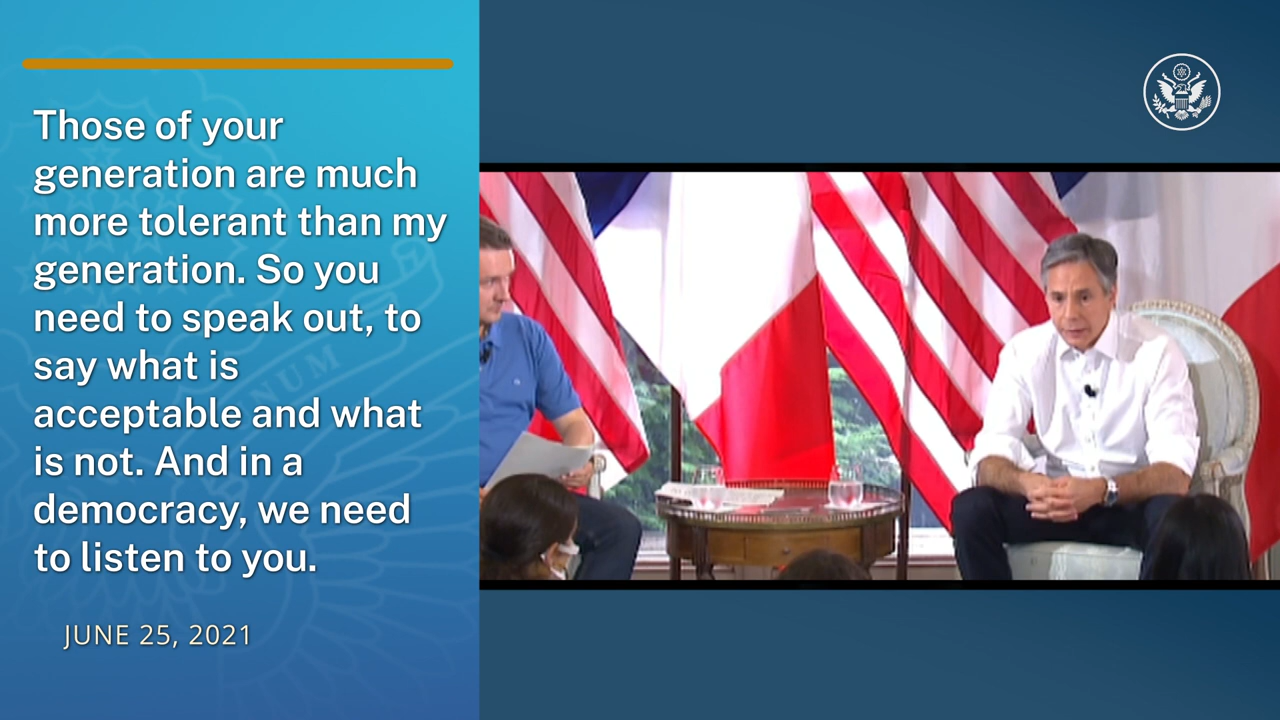 Those of your
generation are much
more tolerant than my
generation. So you
need to speak out, to
say what is
acceptable and what
is not. And in a
democracy, we need
to listen to you.
JUNE 25, 2021